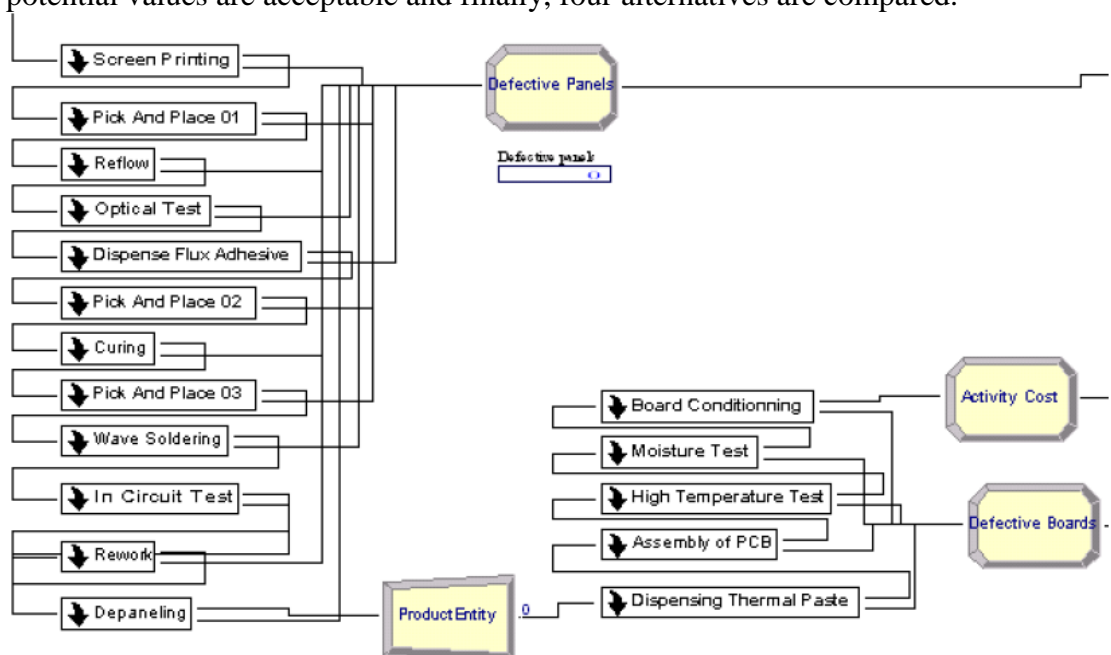 potential values are acceptable and finally, four alternatives are compared.
Screen Printing
Pick And Place 01
Reflow
Optical Test
Dispense Flux Adhesive
Pick And Place 02
Curing
Pick And Place 03
Wave Soldering
In Circuit Test
Rework
Depaneling
Defective Panels
Defective panels
0
Product Entity
0
Board Conditionning
Moisture Test
High Temperature Test
Assembly of PCB
Dispensing Thermal Paste
Activity Cost
Defective Boards